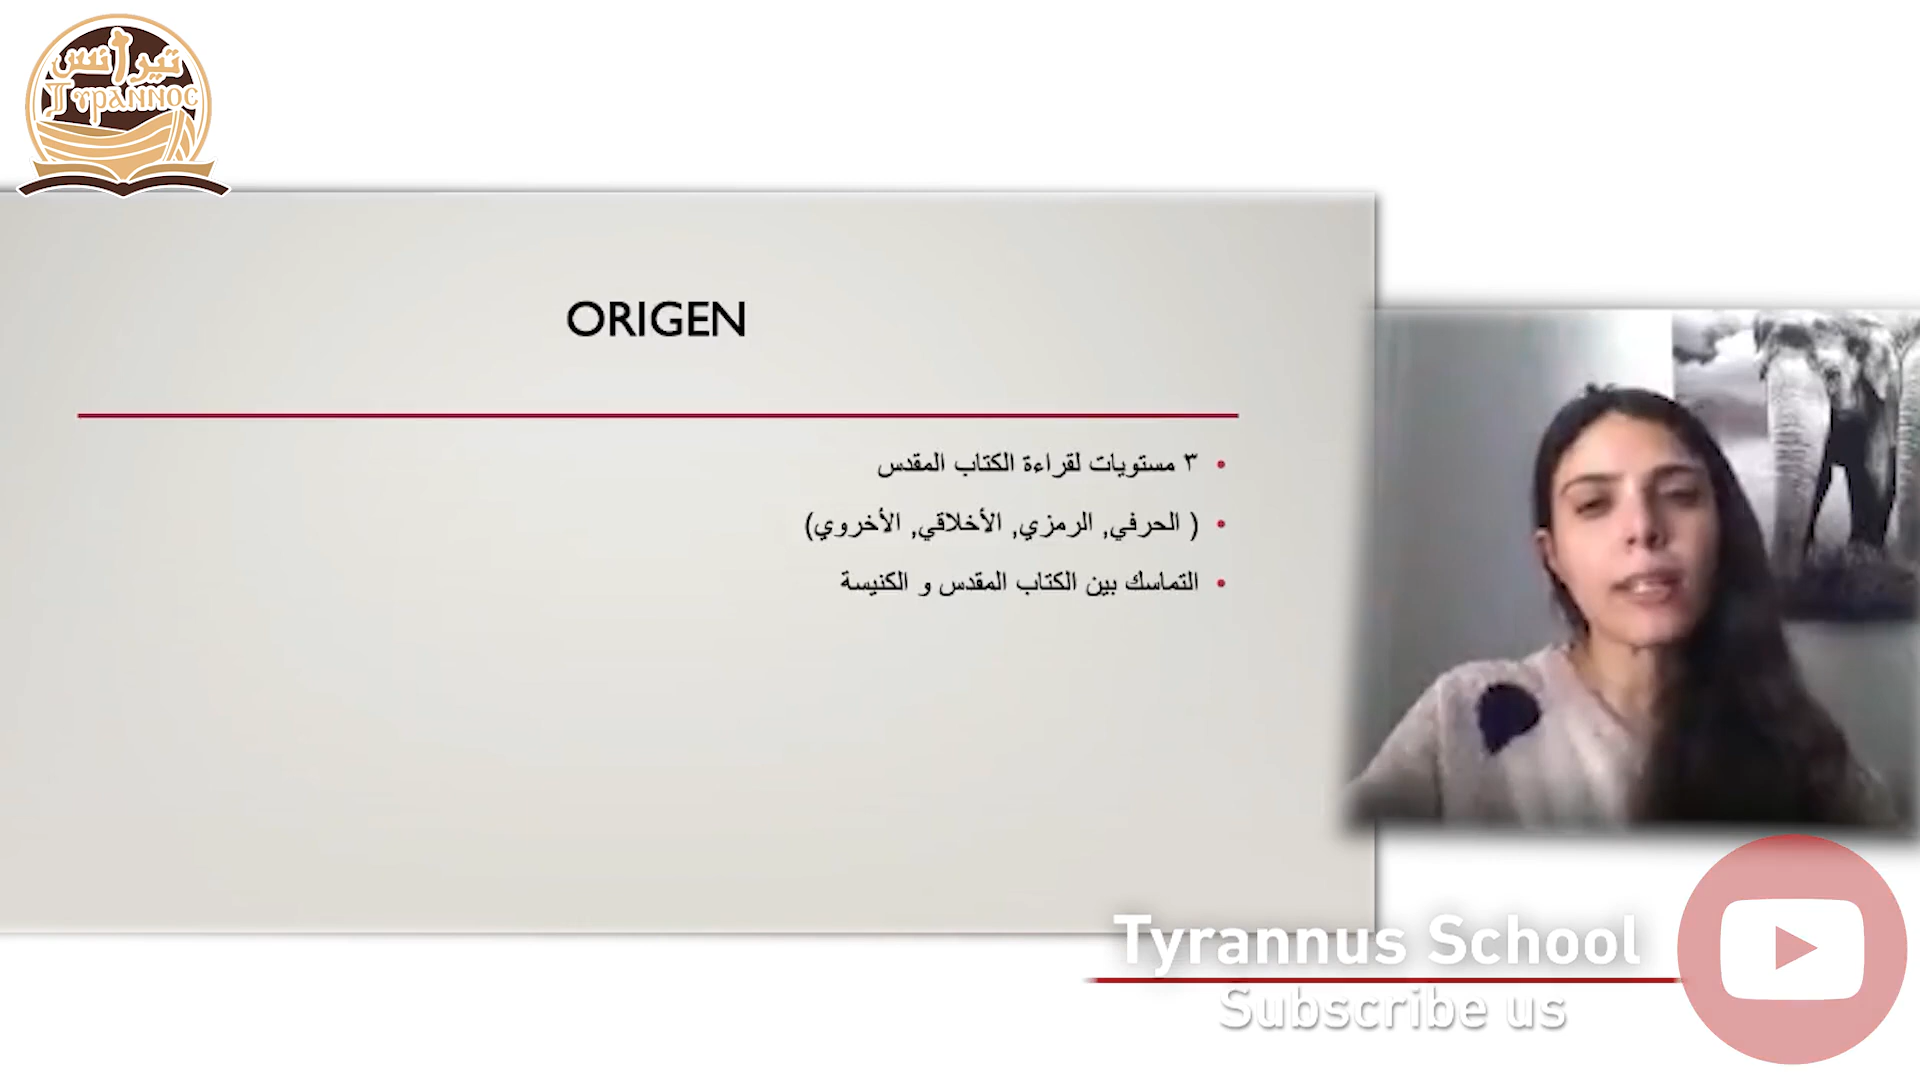 تيرانس
Tyrannoc
ORIGEN
• ٣ مستويات لقراءة الكتاب المقدس
• ( الحرفي, الرمزي, الأخلاقي, الأخروي)
• التماسك بين الكتاب المقدس و الكنيسة
Tyrannus School
Subscribe us